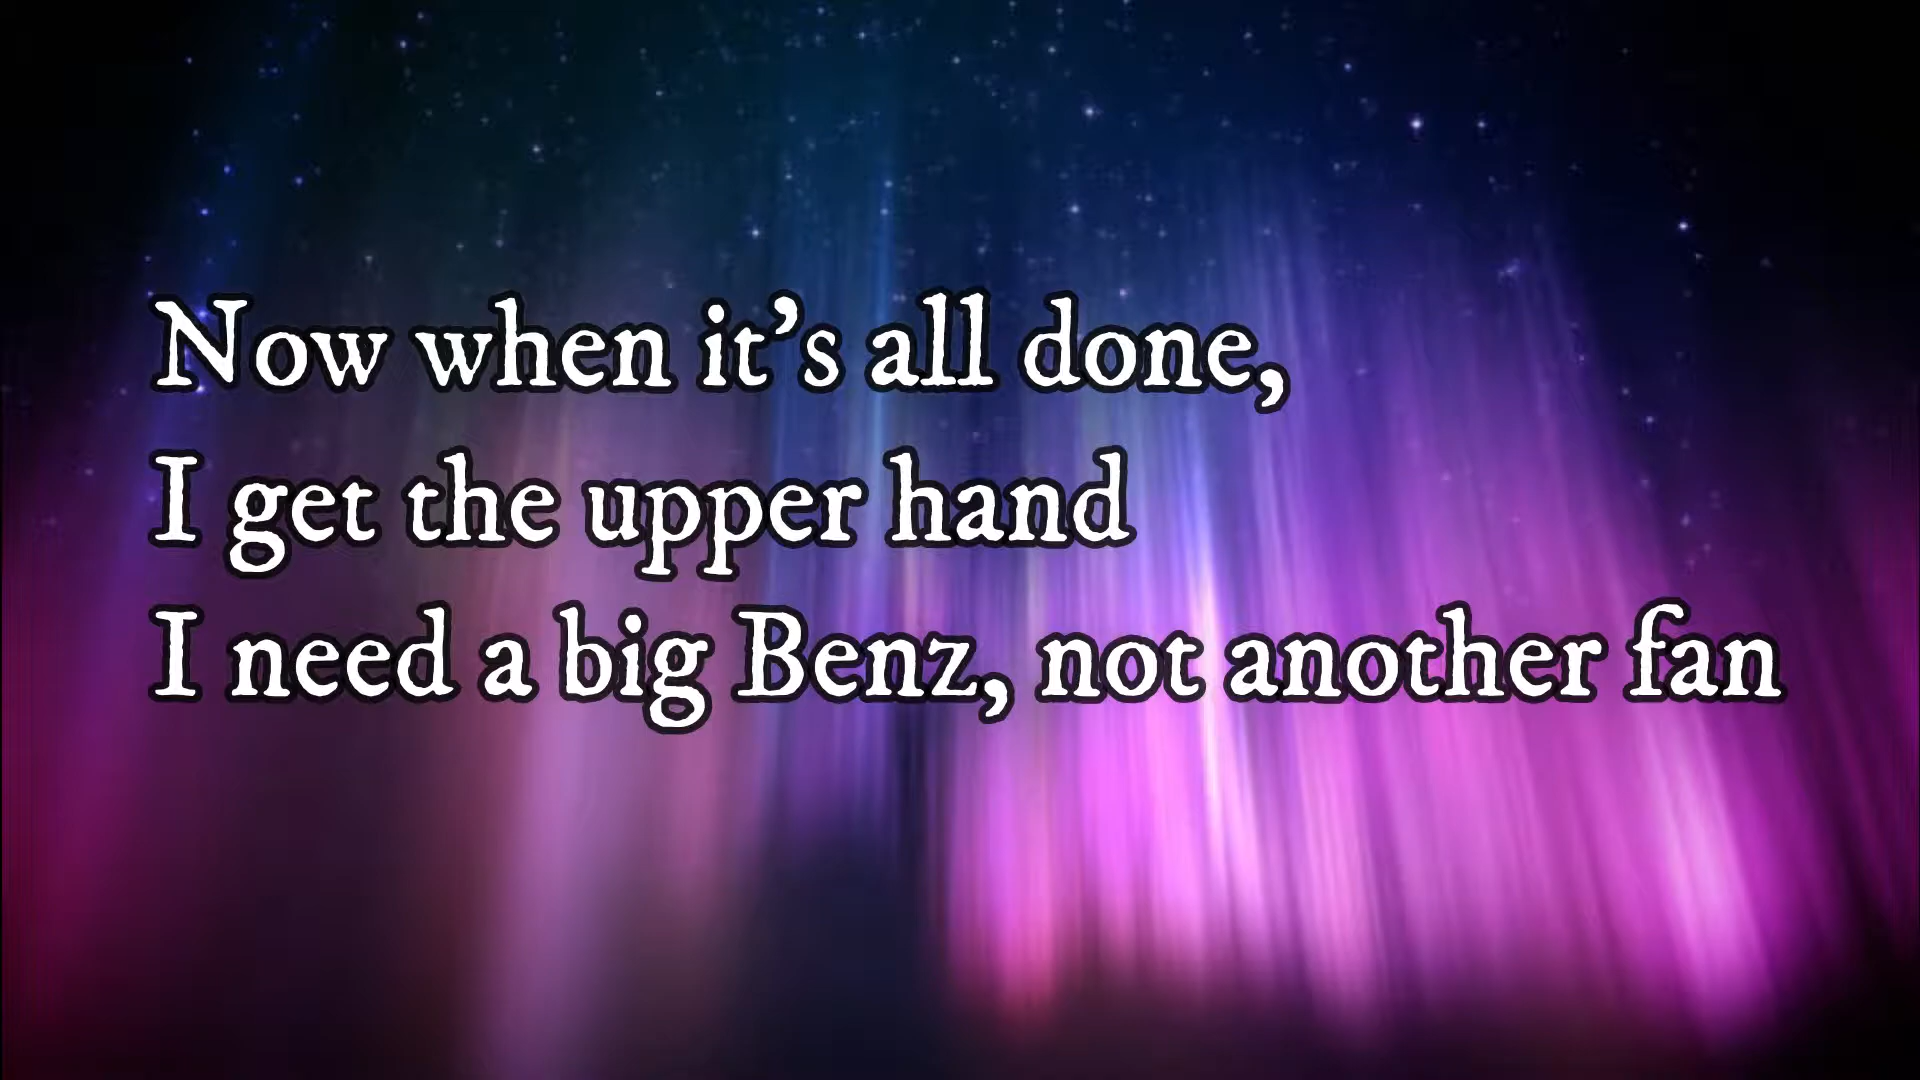 Now when it’s all done,
I get the upper hand
I need a big Benz, not another fan